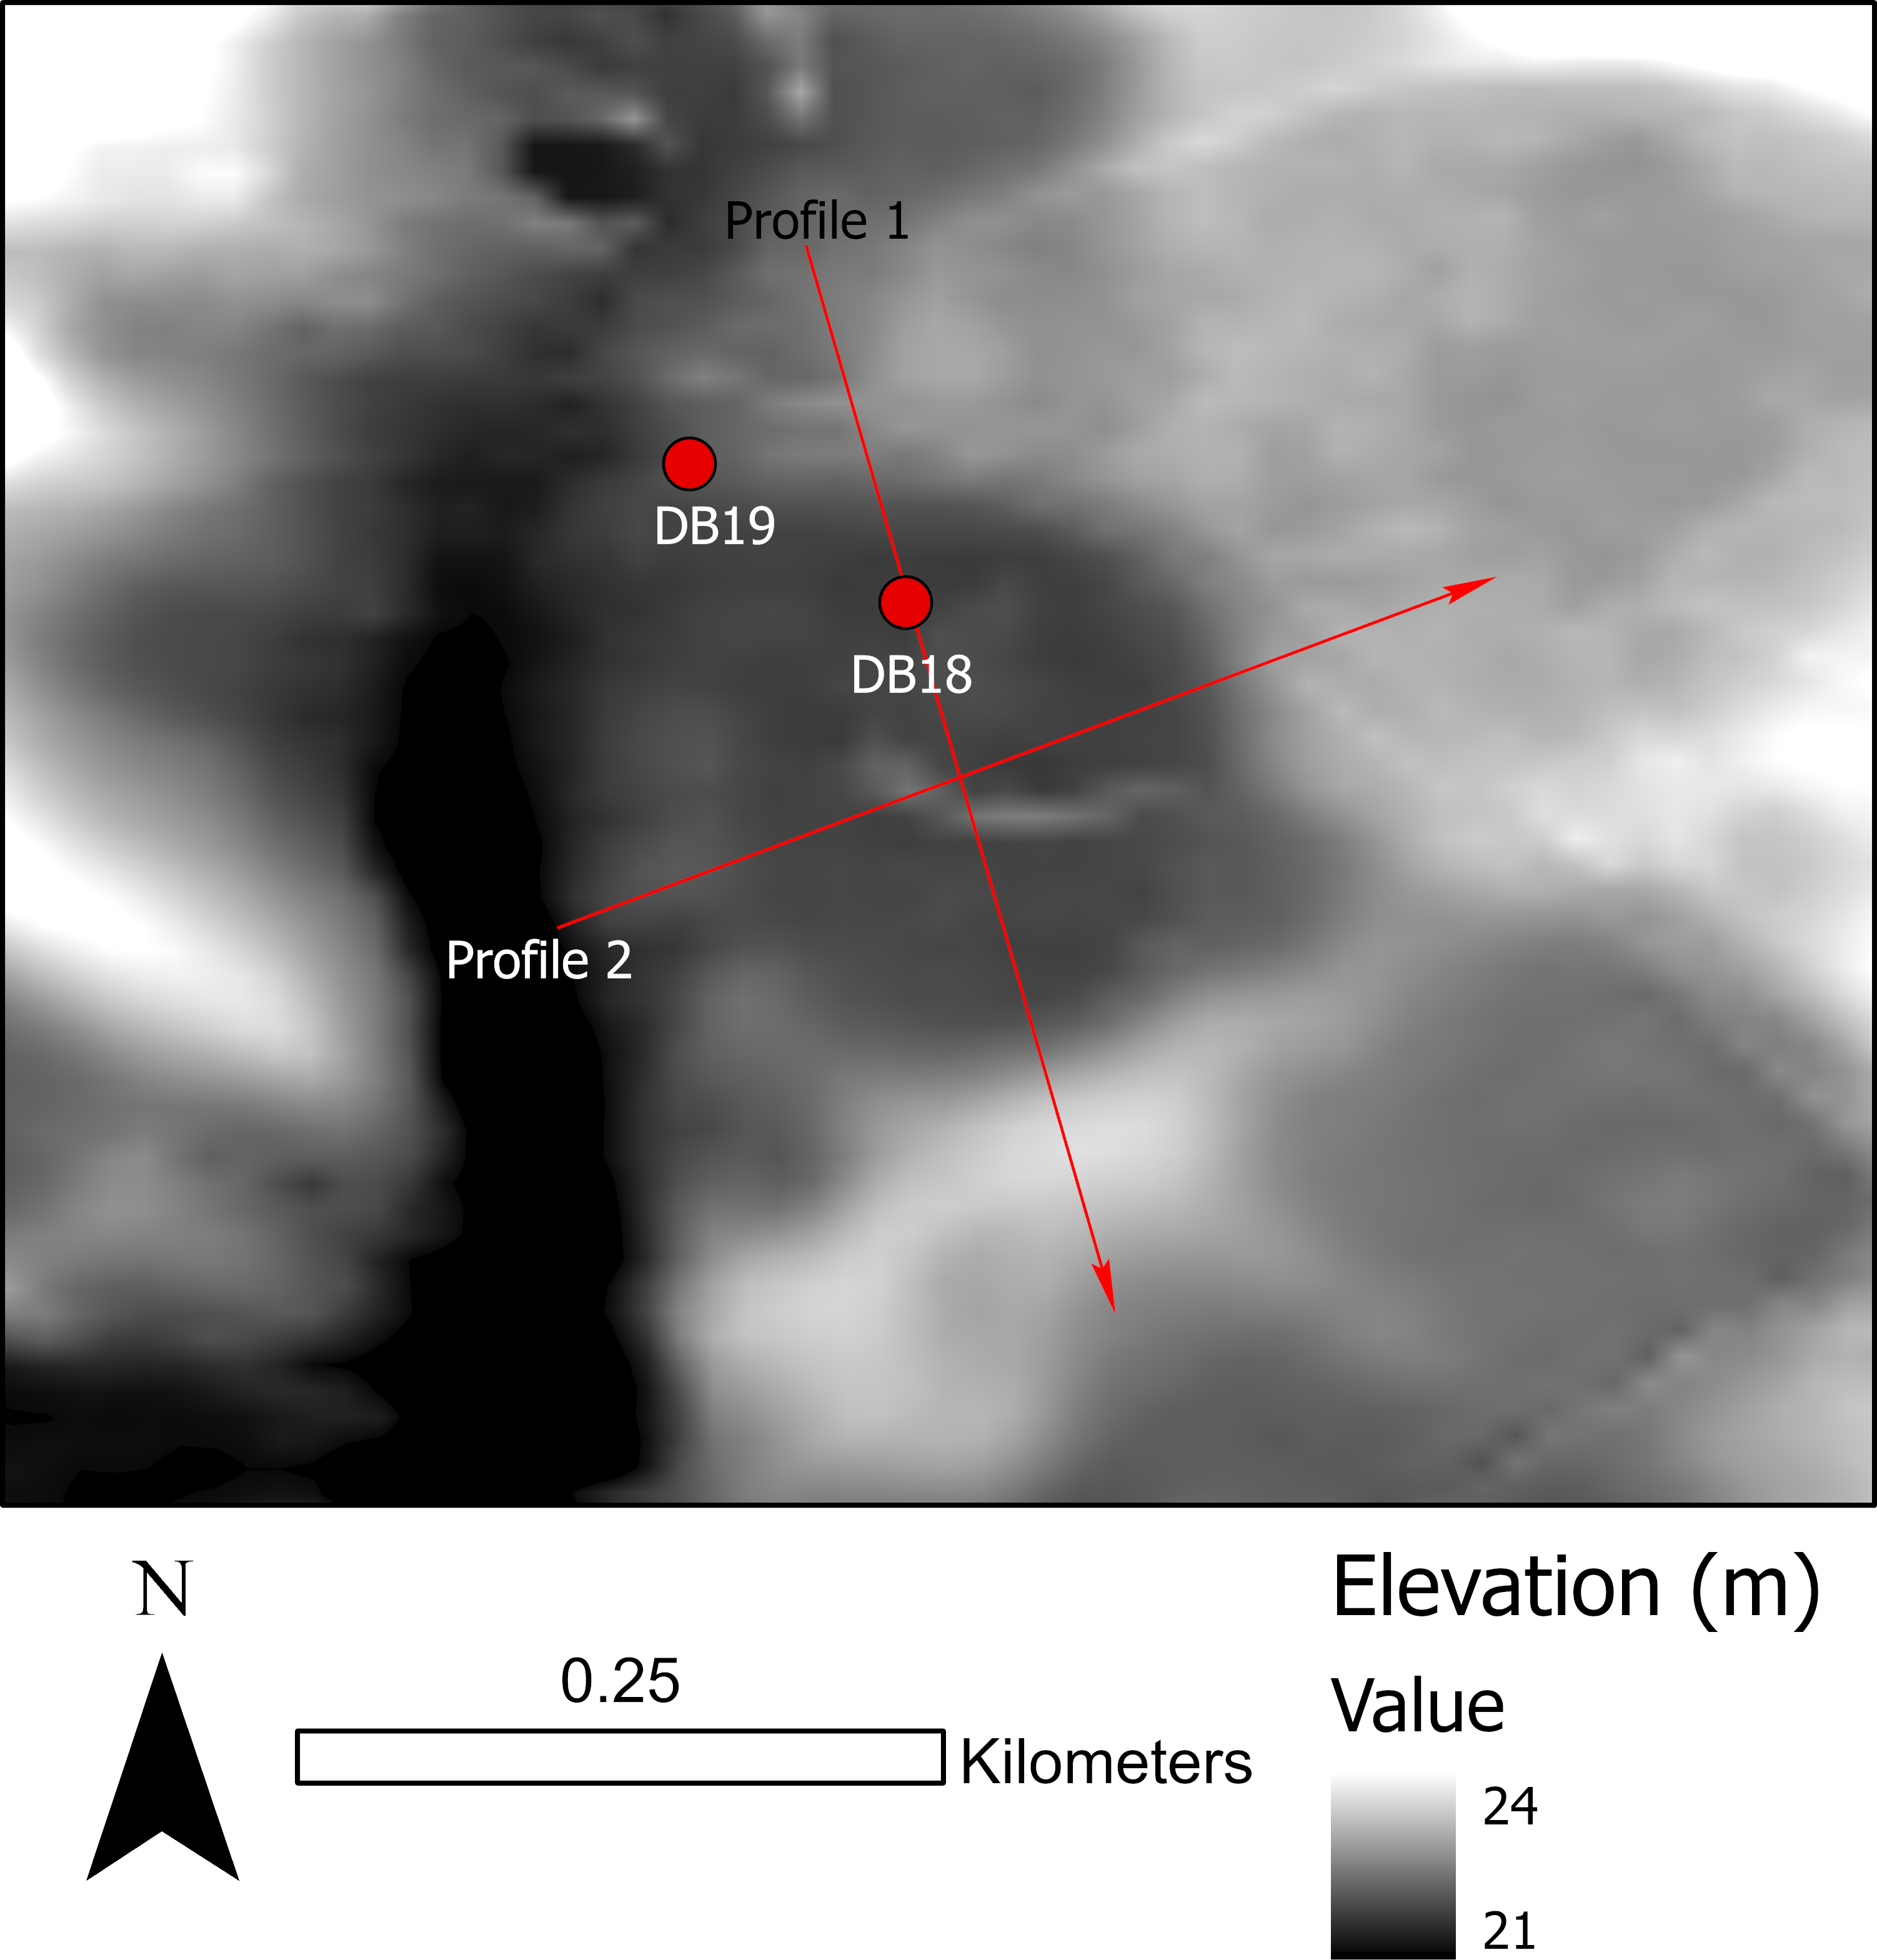 Profile 1
DB19
DB18
Profile 2
N
0.25
Kilometers
Elevation (m)
Value
24
21